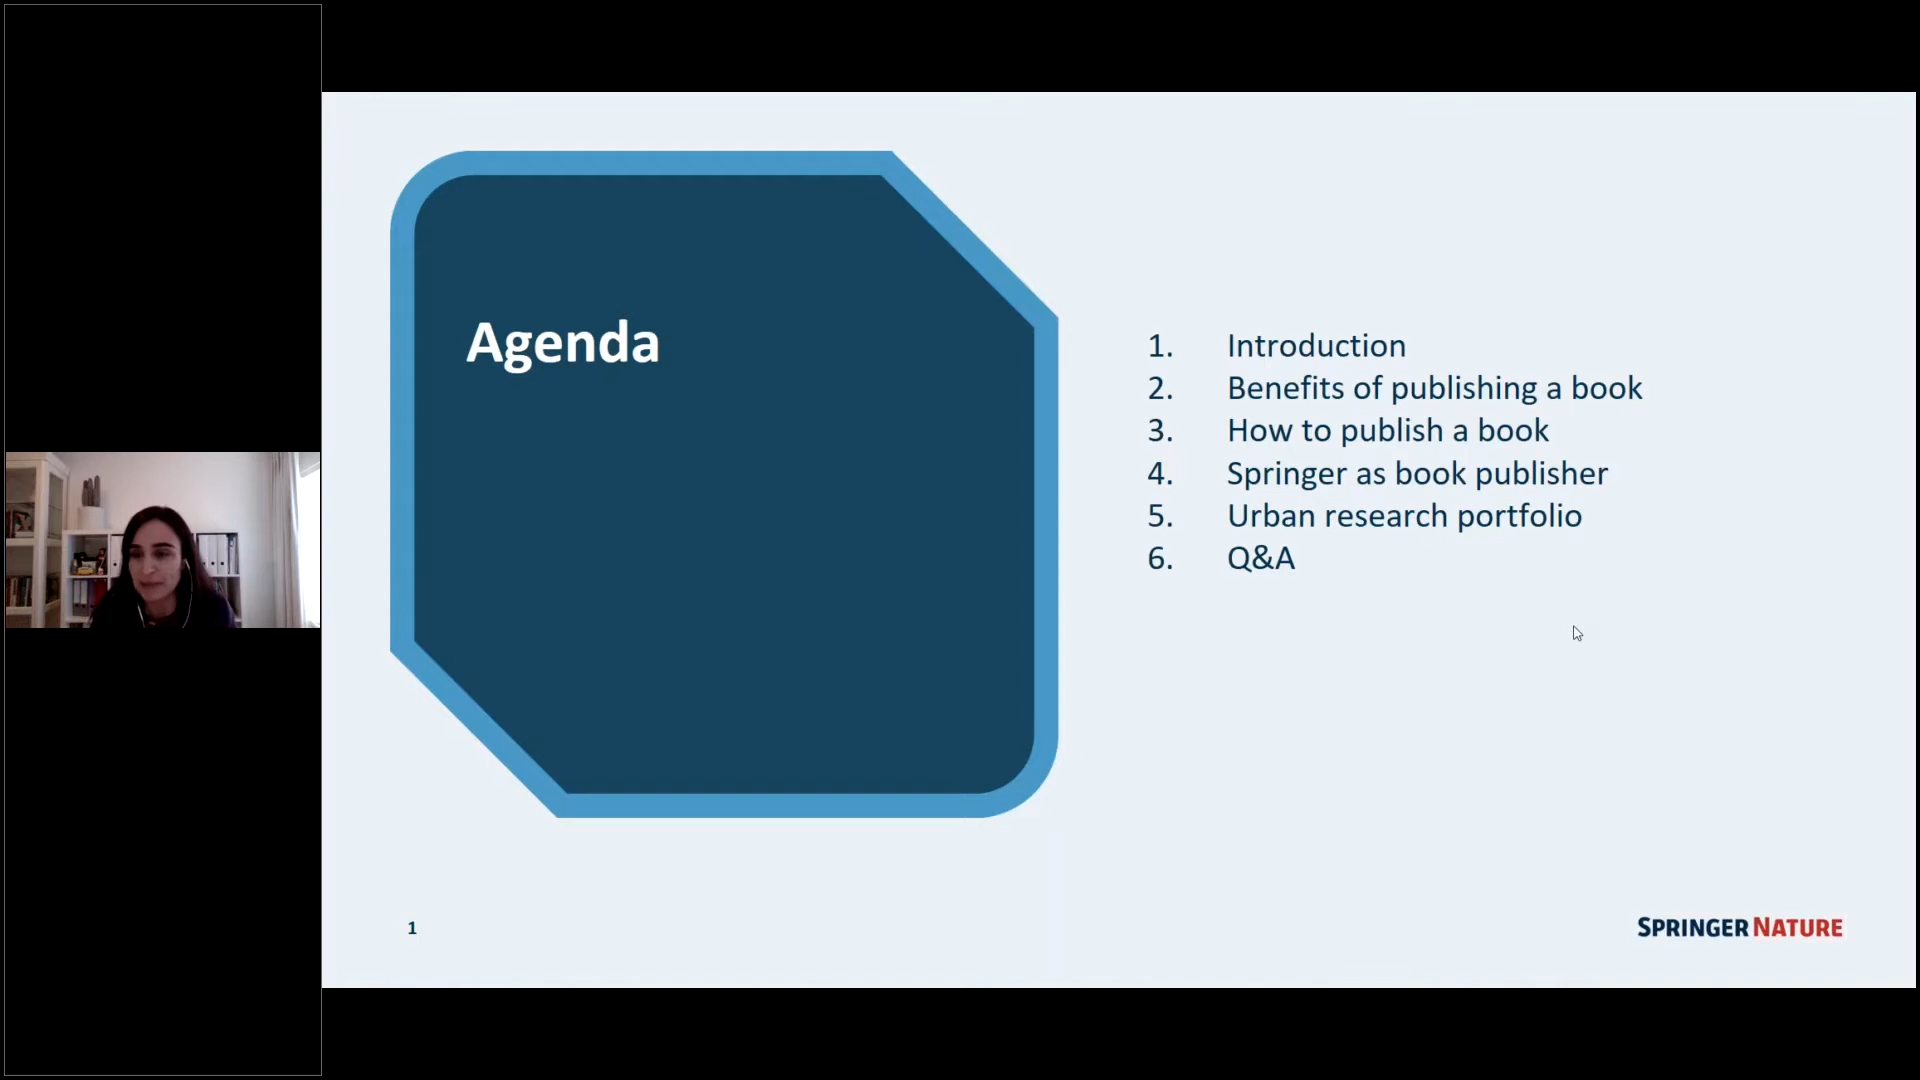 Agenda
1. Introduction
2. Benefits of publishing a book
3. How to publish a book
4. Springer as book publisher
5. Urban research portfolio
6. Q&A
1
SPRINGER NATURE